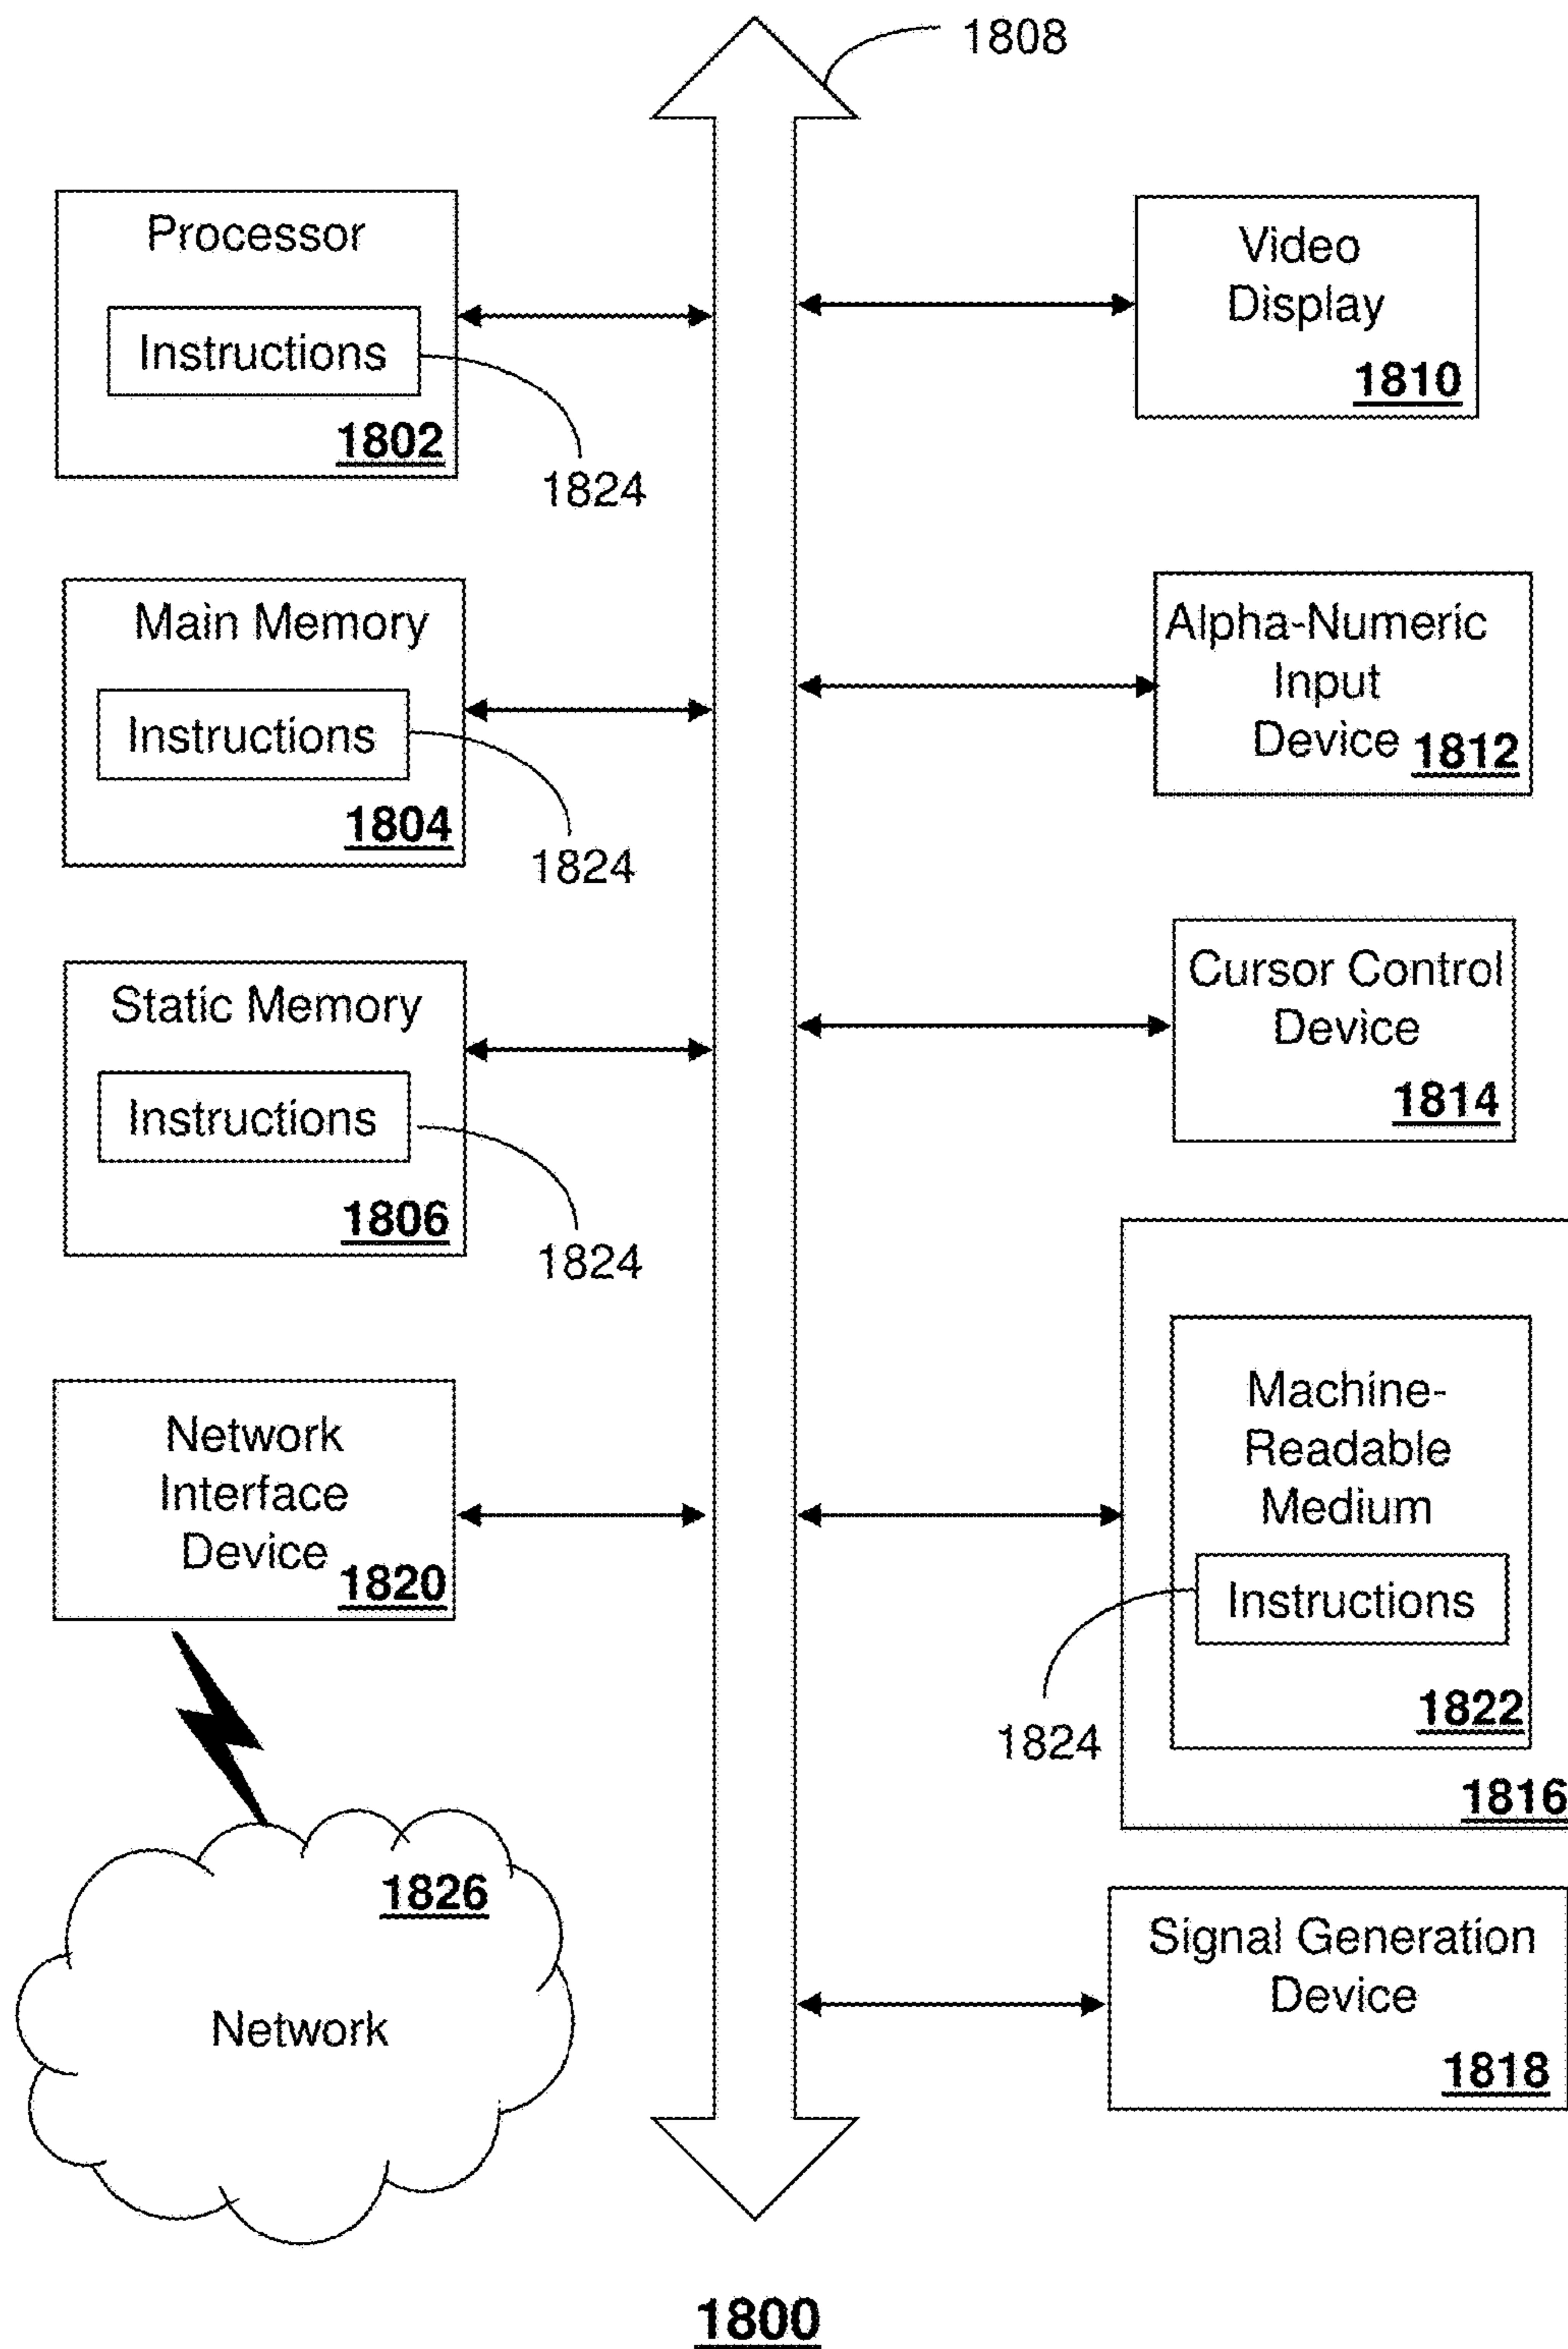 1808
Processor
Instructions
1802
1824
Main Memory
Instructions
1804
1824
Static Memory
Instructions
1806
1824
Network
Interface
Device
1820
1826
Network
Video
Display
1810
Alpha-Numeric
Input
Device 1812
Cursor Control
Device
1814
Machine-
Readable
Medium
Instructions
1824
1822
1816
Signal Generation
Device
1818
1800